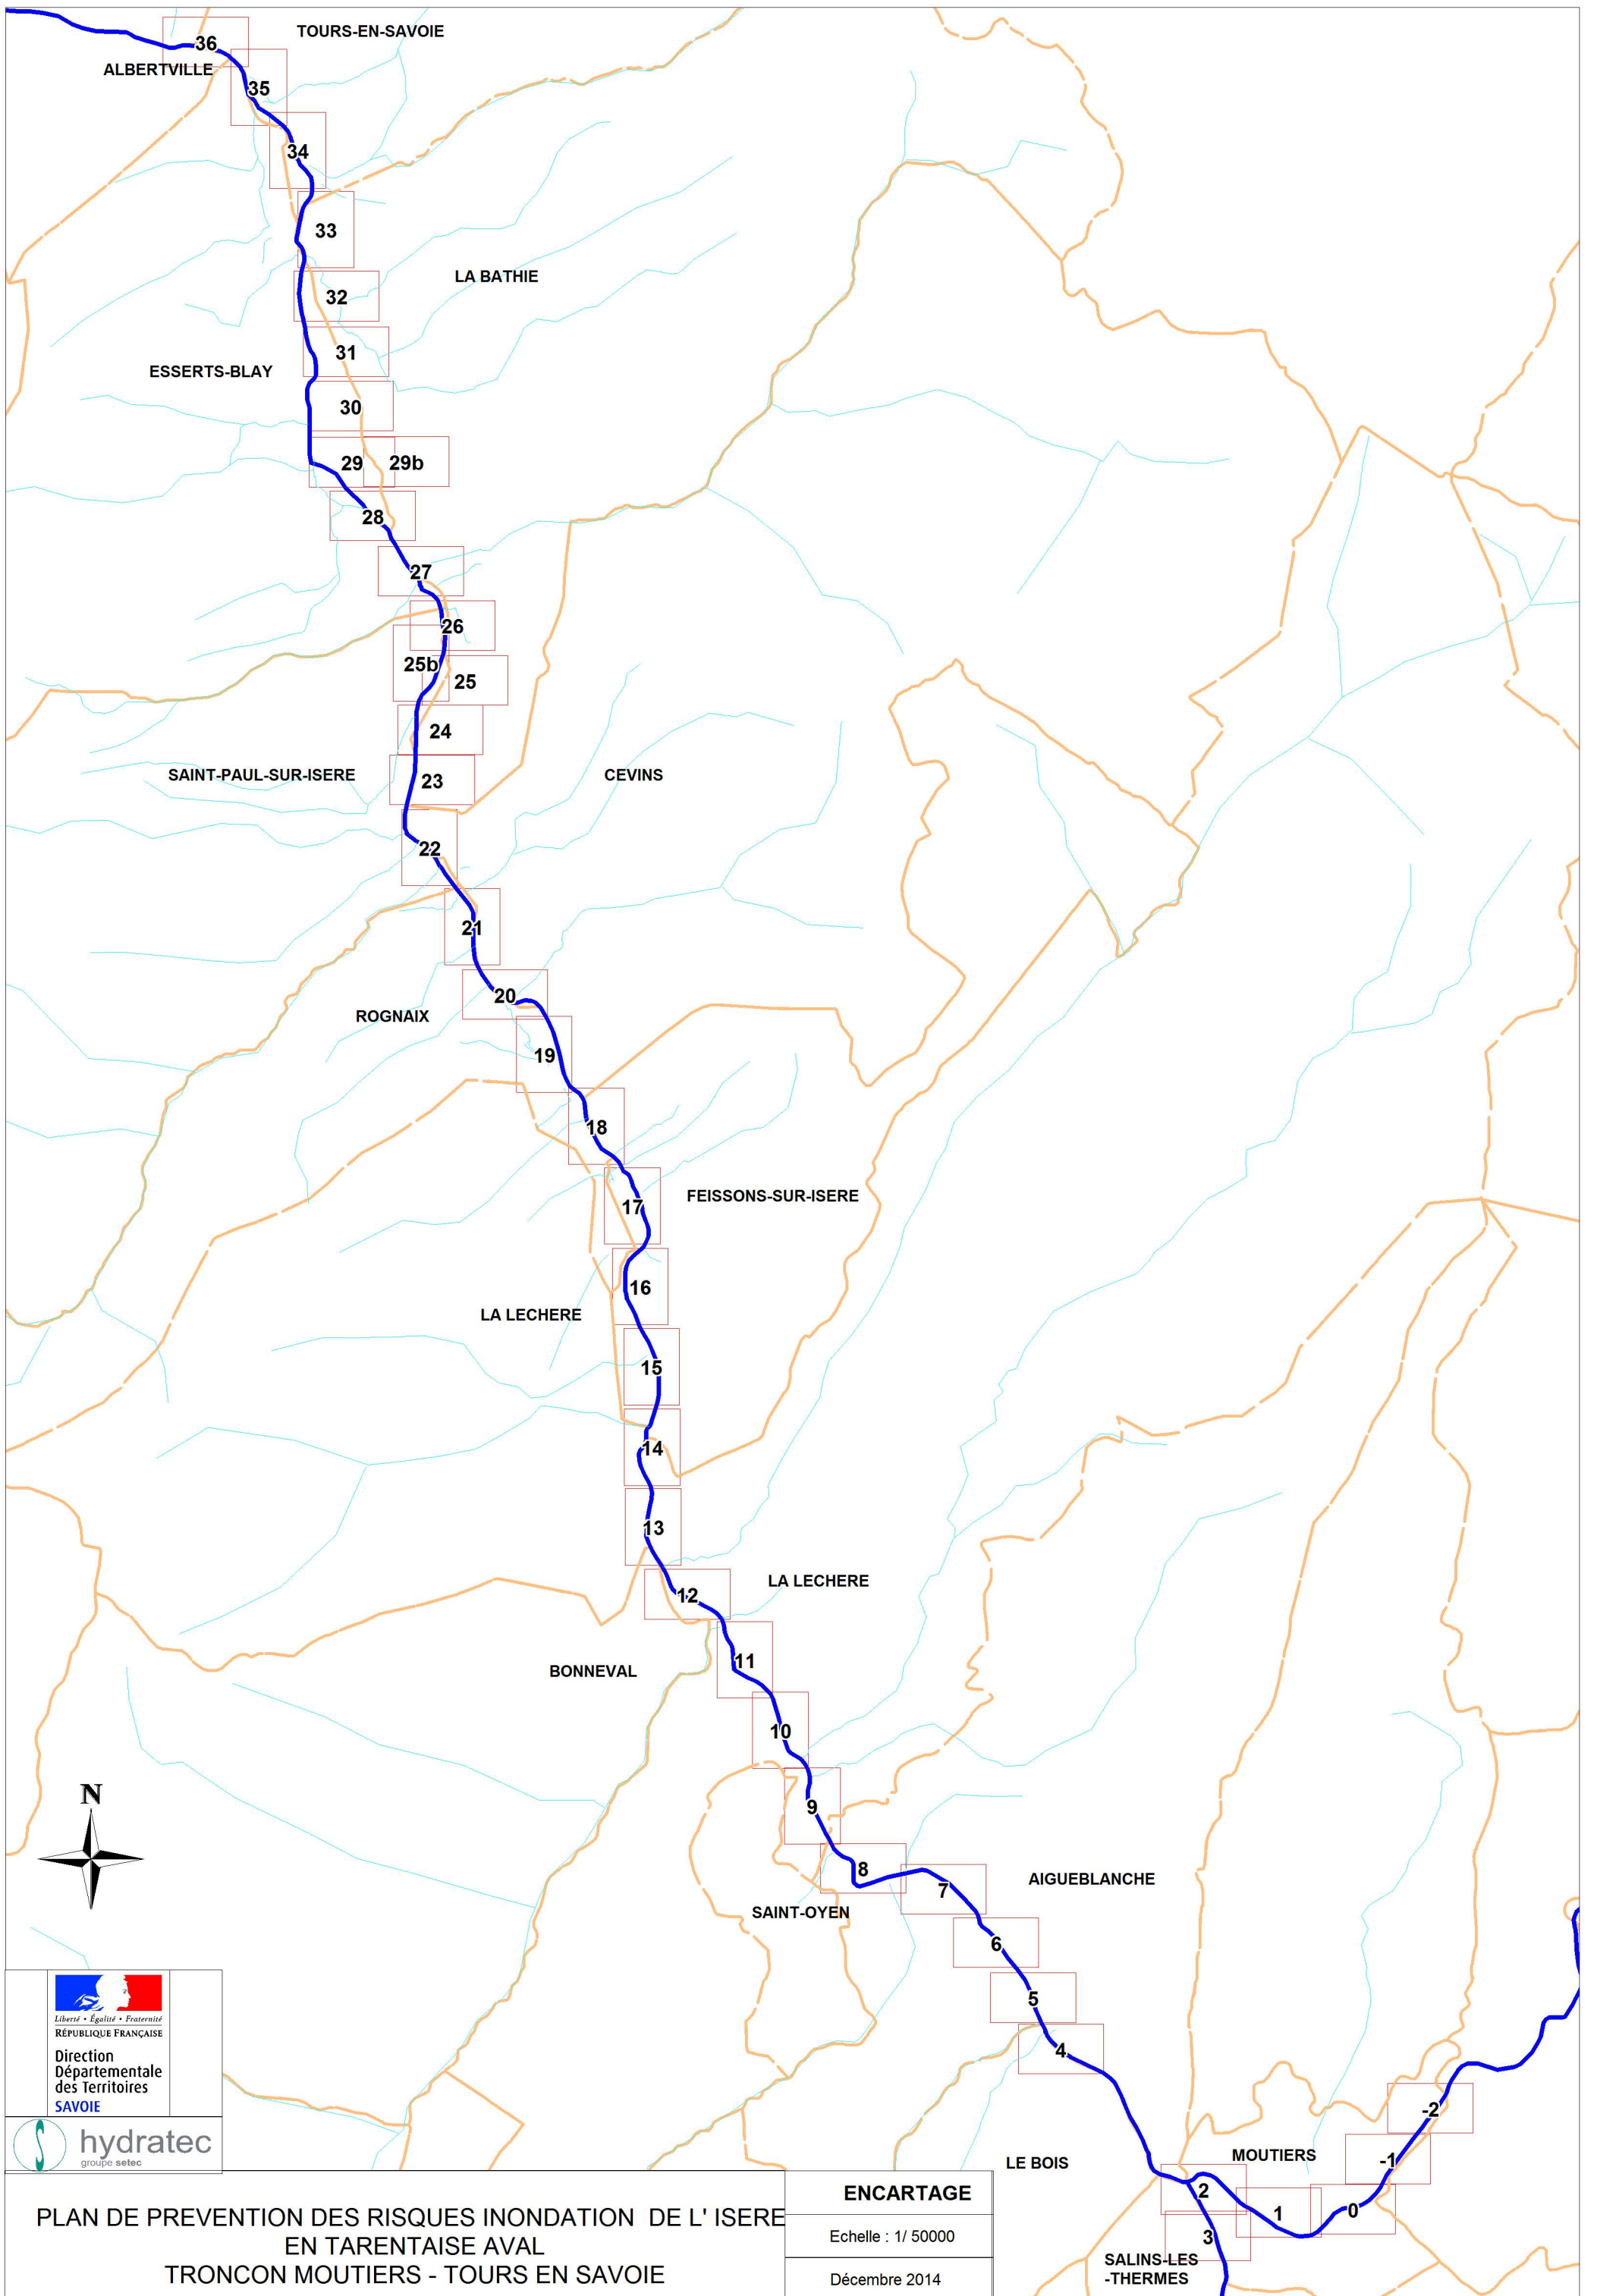 TOURS-EN-SAVOIE
36
ALBERTVILLE
35
34
33
LA BATHIE
32
31
ESSERTS-BLAY
30
29
29b
28
27
26
25b
25
24
SAINT-PAUL-SUR-ISERE
23
CEVINS
22
21
20
ROGNAIX
19
18
FEISSONS-SUR-ISERE
17
16
LA LECHERE
15
14
13
LA LECHERE
12
11
BONNEVAL
10
N
9
8
AIGUEBLANCHE
7
SAINT-OYEN
6
5
4
-2
MOUTIERS
-1
LE BOIS
2
1
0
3
SALINS-LES
-THERMES
Liberté • Égalité • Fraternité
RÉPUBLIQUE FRANÇAISE
Direction
Départementale
des Territoires
SAVOIE
hydratec
groupe setec
PLAN DE PREVENTION DES RISQUES INONDATION DE L' ISERE
EN TARENTAISE AVAL
TRONCON MOUTIERS - TOURS EN SAVOIE
ENCARTAGE
Echelle : 1/ 50000
Décembre 2014